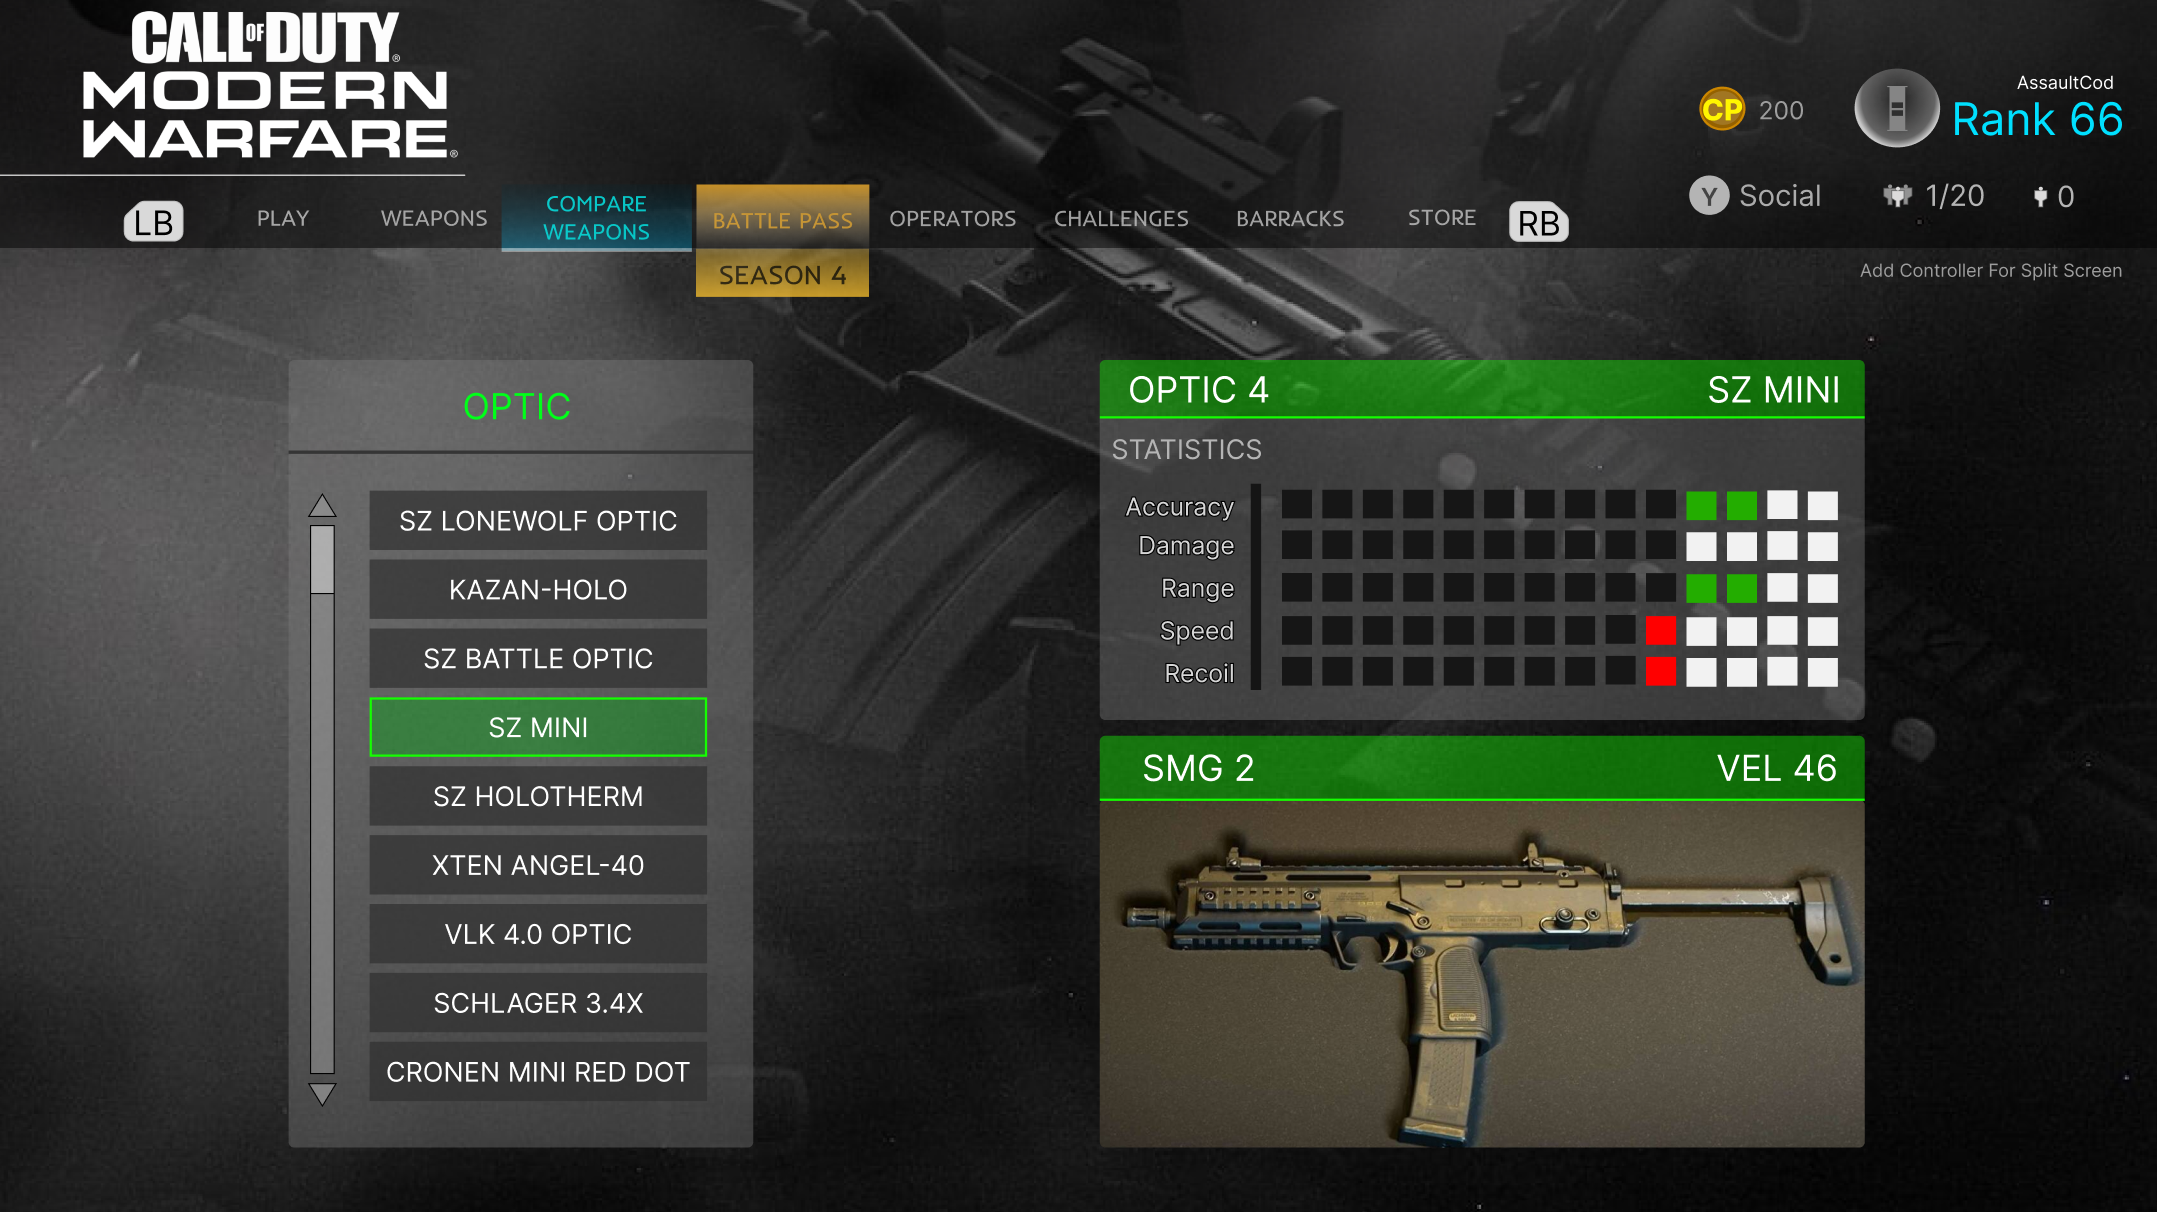 CALL OF DUTY®
MODERN
WARFARE®
CP 200
AssaultCod
Rank 66
Y Social
1/20
0
LB
PLAY
WEAPONS
COMPARE
WEAPONS
BATTLE PASS
SEASON 4
OPERATORS
CHALLENGES
BARRACKS
STORE
RB
Add Controller For Split Screen
OPTIC
SZ LONEWOLF OPTIC
KAZAN-HOLO
SZ BATTLE OPTIC
SZ MINI
SZ HOLOTHERM
XTEN ANGEL-40
VLK 4.0 OPTIC
SCHLAGER 3.4X
CRONEN MINI RED DOT
OPTIC 4 SZ MINI
STATISTICS
Accuracy
Damage
Range
Speed
Recoil
SMG 2 VEL 46